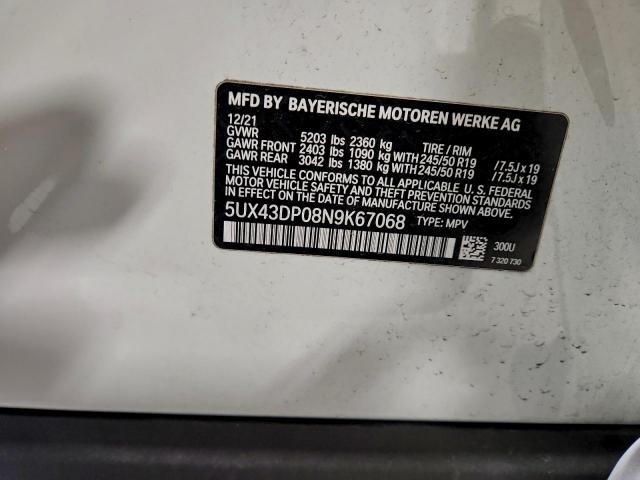 MFD BY BAYERISCHE MOTOREN WERKE AG
12/21
GVWR 5203 lbs 2360 kg TIRE / RIM
GAWR FRONT 2403 lbs 1090 kg WITH 245/50 R19 /7.5J x 19
GAWR REAR 3042 lbs 1380 kg WITH 245/50 R19 /7.5J x 19
THIS VEHICLE CONFORMS TO ALL APPLICABLE U. S. FEDERAL
MOTOR VEHICLE SAFETY AND THEFT PREVENTION STANDARDS
IN EFFECT ON THE DATE OF MANUFACTURE SHOWN ABOVE.
5UX43DP08N9K67068 TYPE: MPV
300U
7 320 730